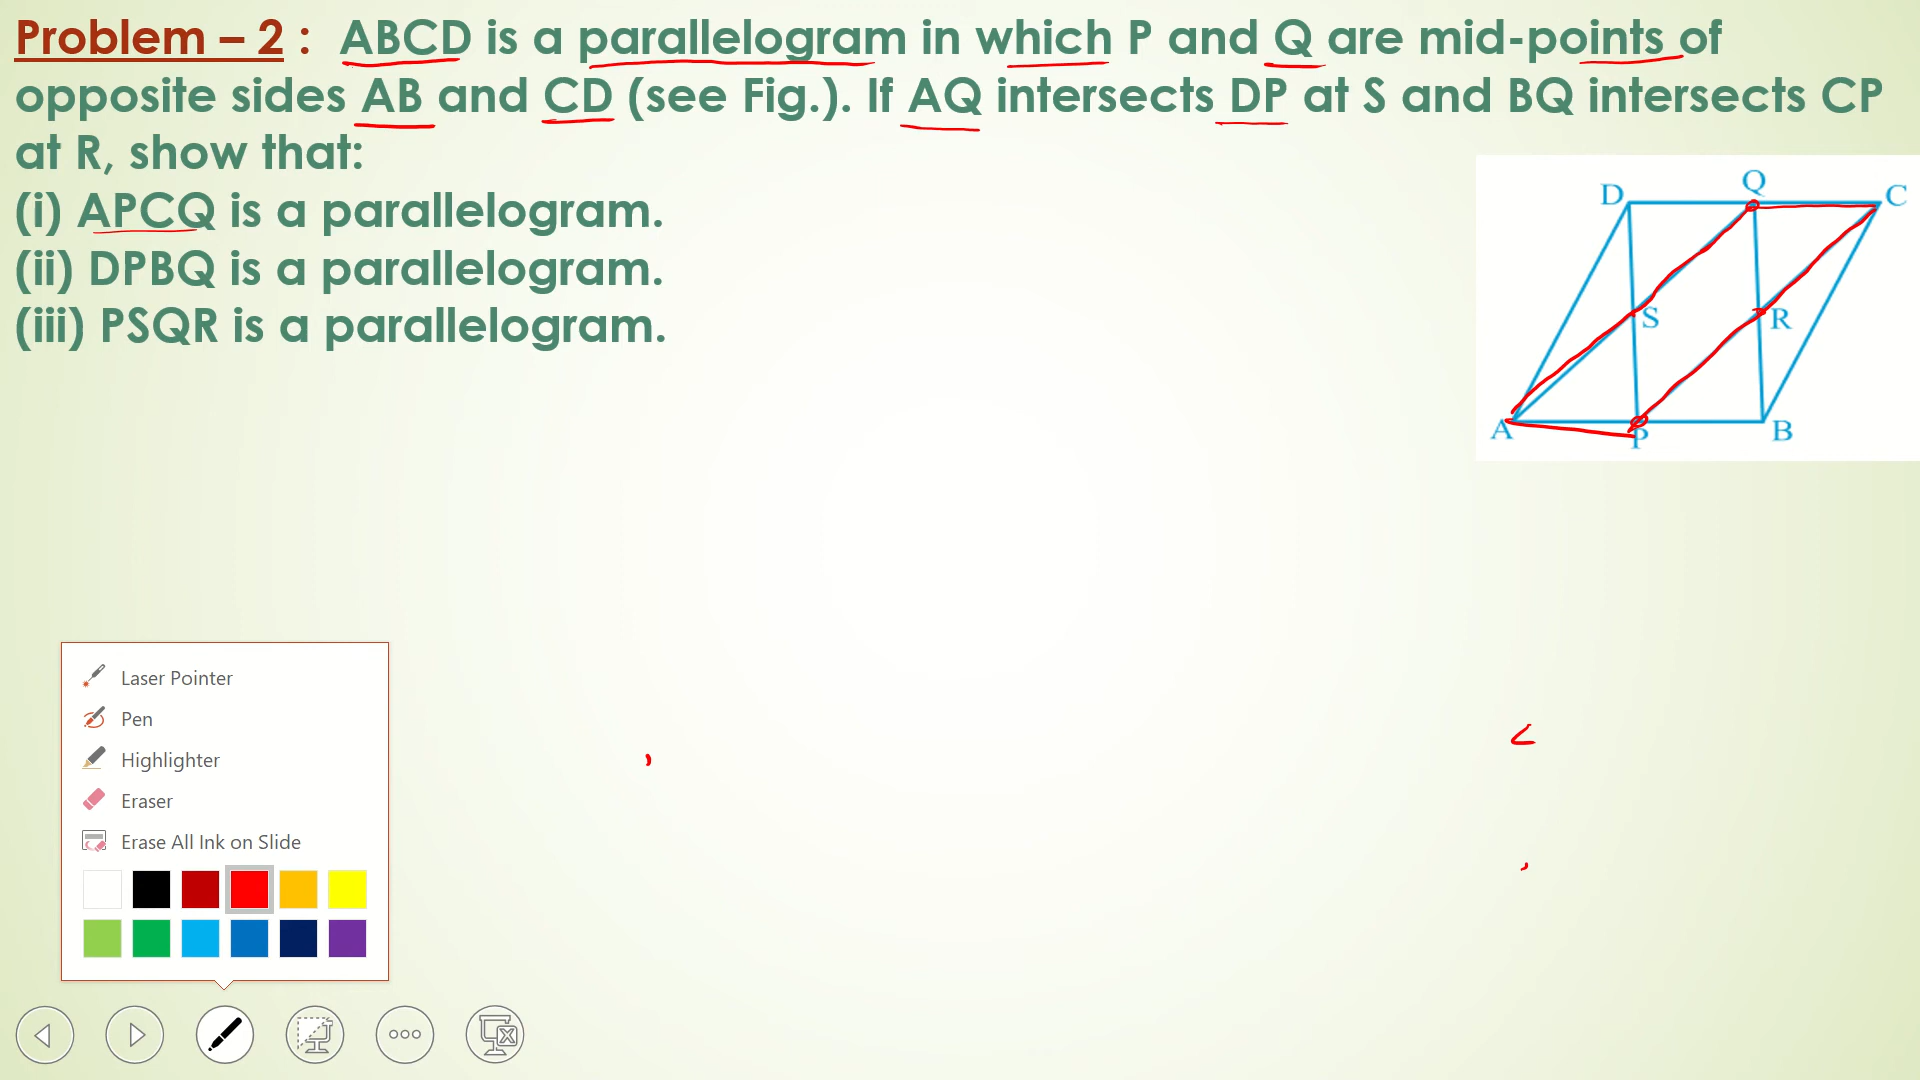 Problem – 2 : ABCD is a parallelogram in which P and Q are mid-points of
opposite sides AB and CD (see Fig.). If AQ intersects DP at S and BQ intersects CP
at R, show that:
(i) APCQ is a parallelogram.
(ii) DPBQ is a parallelogram.
(iii) PSQR is a parallelogram.
D Q C
S R
A P B
Laser Pointer
Pen
Highlighter
Eraser
Erase All Ink on Slide